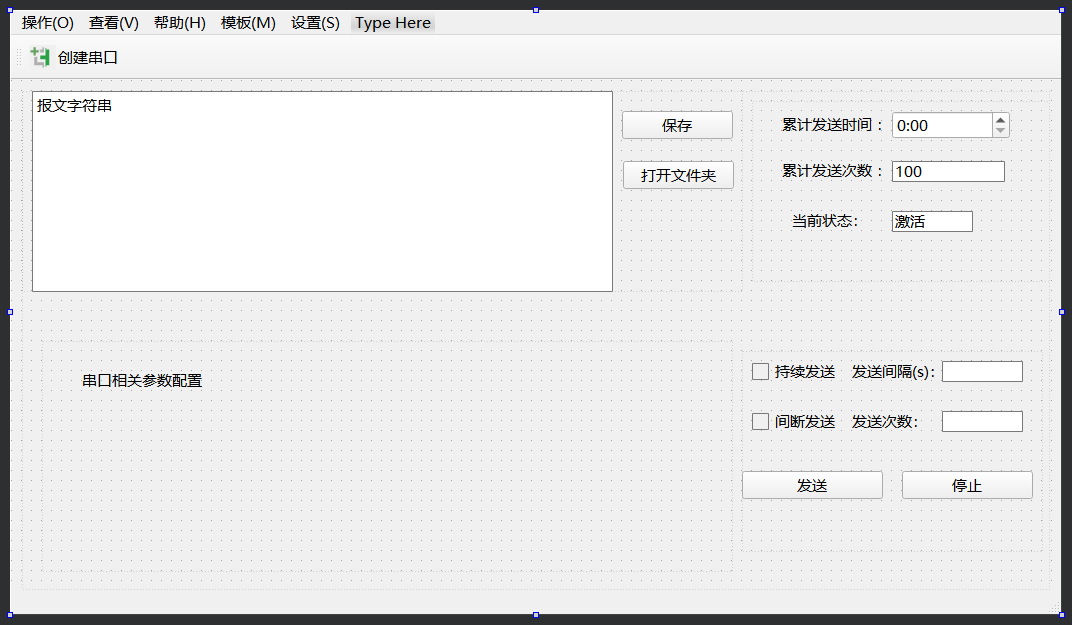 操作(O) 查看(V) 帮助(H) 模板(M) 设置(S) Type Here
创建串口
报文字符串
保存
打开文件夹
累计发送时间： 0:00
累计发送次数： 100
当前状态: 激活
串口相关参数配置
持续发送 发送间隔(s):
间断发送 发送次数:
发送 停止